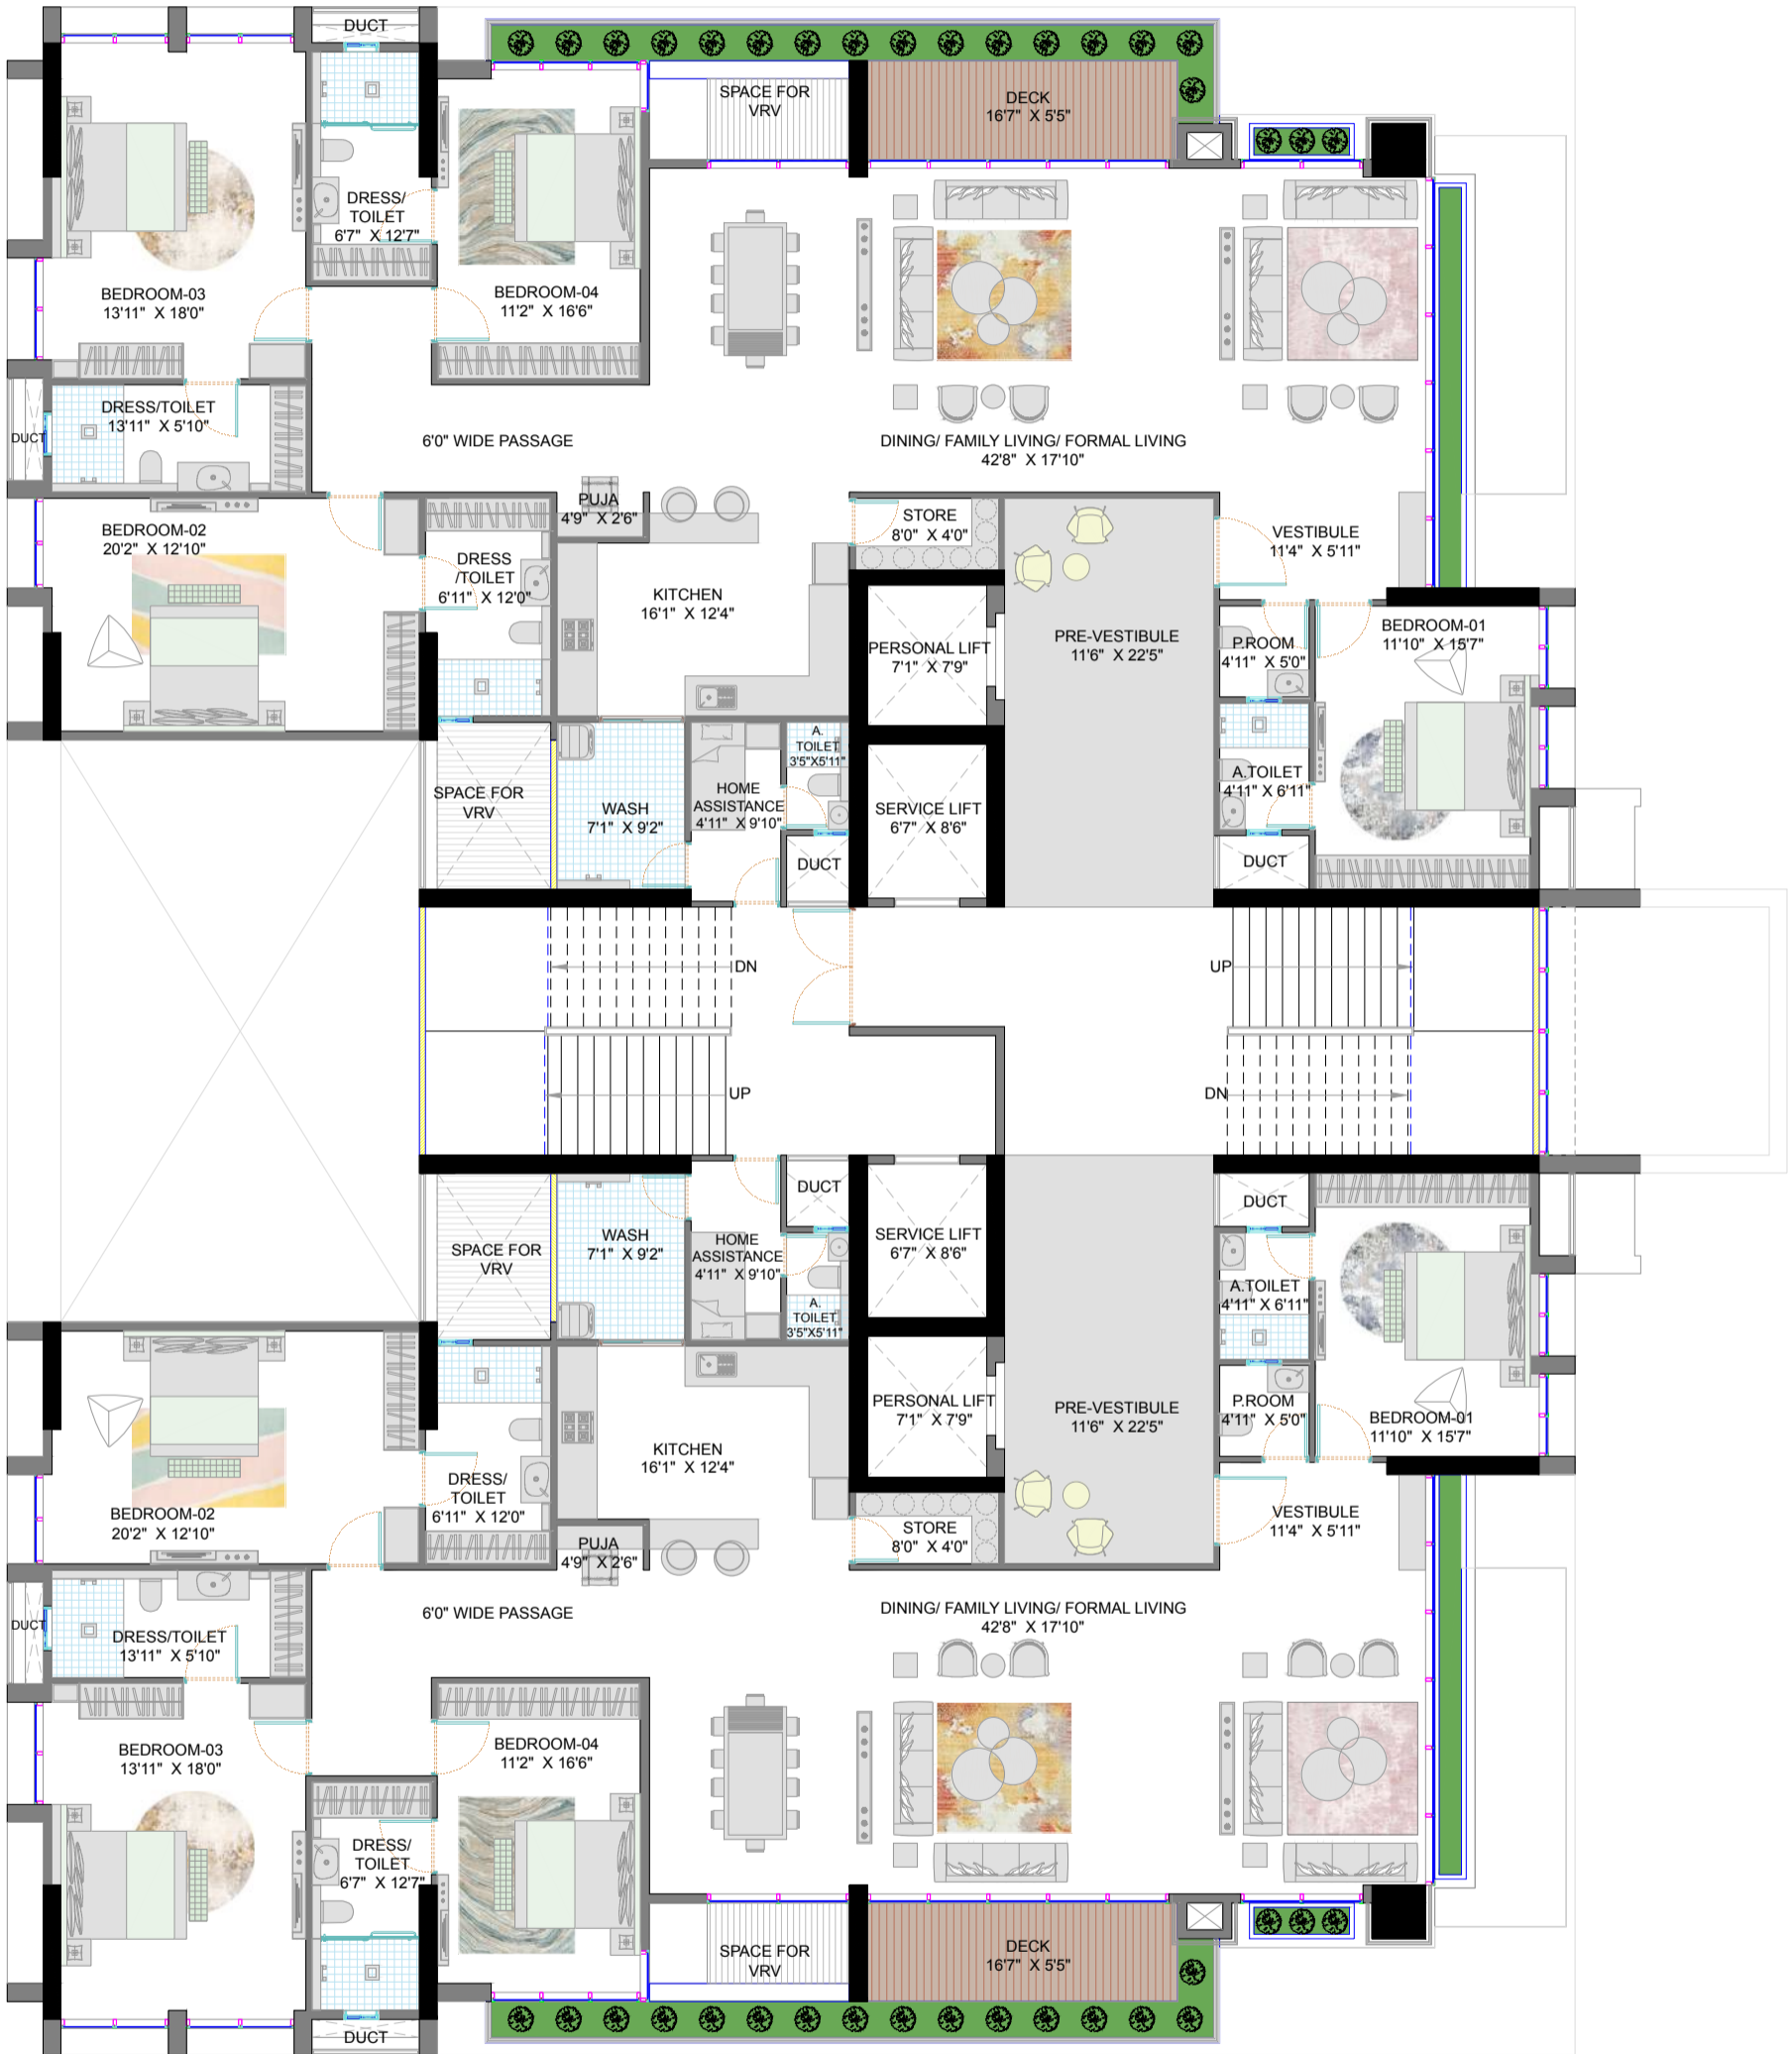 DUCT
SPACE FOR
VRV
DECK
16'7" X 5'5"
DRESS/
TOILET
6'7" X 12'7"
BEDROOM-03
13'11" X 18'0"
BEDROOM-04
11'2" X 16'6"
DRESS/TOILET
13'11" X 5'10"
DUCT
6'0" WIDE PASSAGE
DINING/ FAMILY LIVING/ FORMAL LIVING
42'8" X 17'10"
PUJA
4'9" X 2'6"
STORE
8'0" X 4'0"
VESTIBULE
11'4" X 5'11"
BEDROOM-02
20'2" X 12'10"
DRESS
/TOILET
6'11" X 12'0"
KITCHEN
16'1" X 12'4"
PERSONAL LIFT
7'1" X 7'9"
PRE-VESTIBULE
11'6" X 22'5"
P.ROOM
4'11" X 5'0"
BEDROOM-01
11'10" X 15'7"
A.
TOILET
3'5"X5'11"
SPACE FOR
VRV
WASH
7'1" X 9'2"
HOME
ASSISTANCE
4'11" X 9'10"
SERVICE LIFT
6'7" X 8'6"
A.TOILET
4'11" X 6'11"
DUCT
DUCT
DN
UP
UP
DN
DUCT
DUCT
SPACE FOR
VRV
WASH
7'1" X 9'2"
HOME
ASSISTANCE
4'11" X 9'10"
SERVICE LIFT
6'7" X 8'6"
A.TOILET
4'11" X 6'11"
A.
TOILET
3'5"X5'11"
PERSONAL LIFT
7'1" X 7'9"
PRE-VESTIBULE
11'6" X 22'5"
P.ROOM
4'11" X 5'0"
BEDROOM-01
11'10" X 15'7"
KITCHEN
16'1" X 12'4"
DRESS/
TOILET
6'11" X 12'0"
BEDROOM-02
20'2" X 12'10"
PUJA
4'9" X 2'6"
STORE
8'0" X 4'0"
VESTIBULE
11'4" X 5'11"
DUCT
DRESS/TOILET
13'11" X 5'10"
6'0" WIDE PASSAGE
DINING/ FAMILY LIVING/ FORMAL LIVING
42'8" X 17'10"
BEDROOM-03
13'11" X 18'0"
BEDROOM-04
11'2" X 16'6"
DRESS/
TOILET
6'7" X 12'7"
SPACE FOR
VRV
DECK
16'7" X 5'5"
DUCT